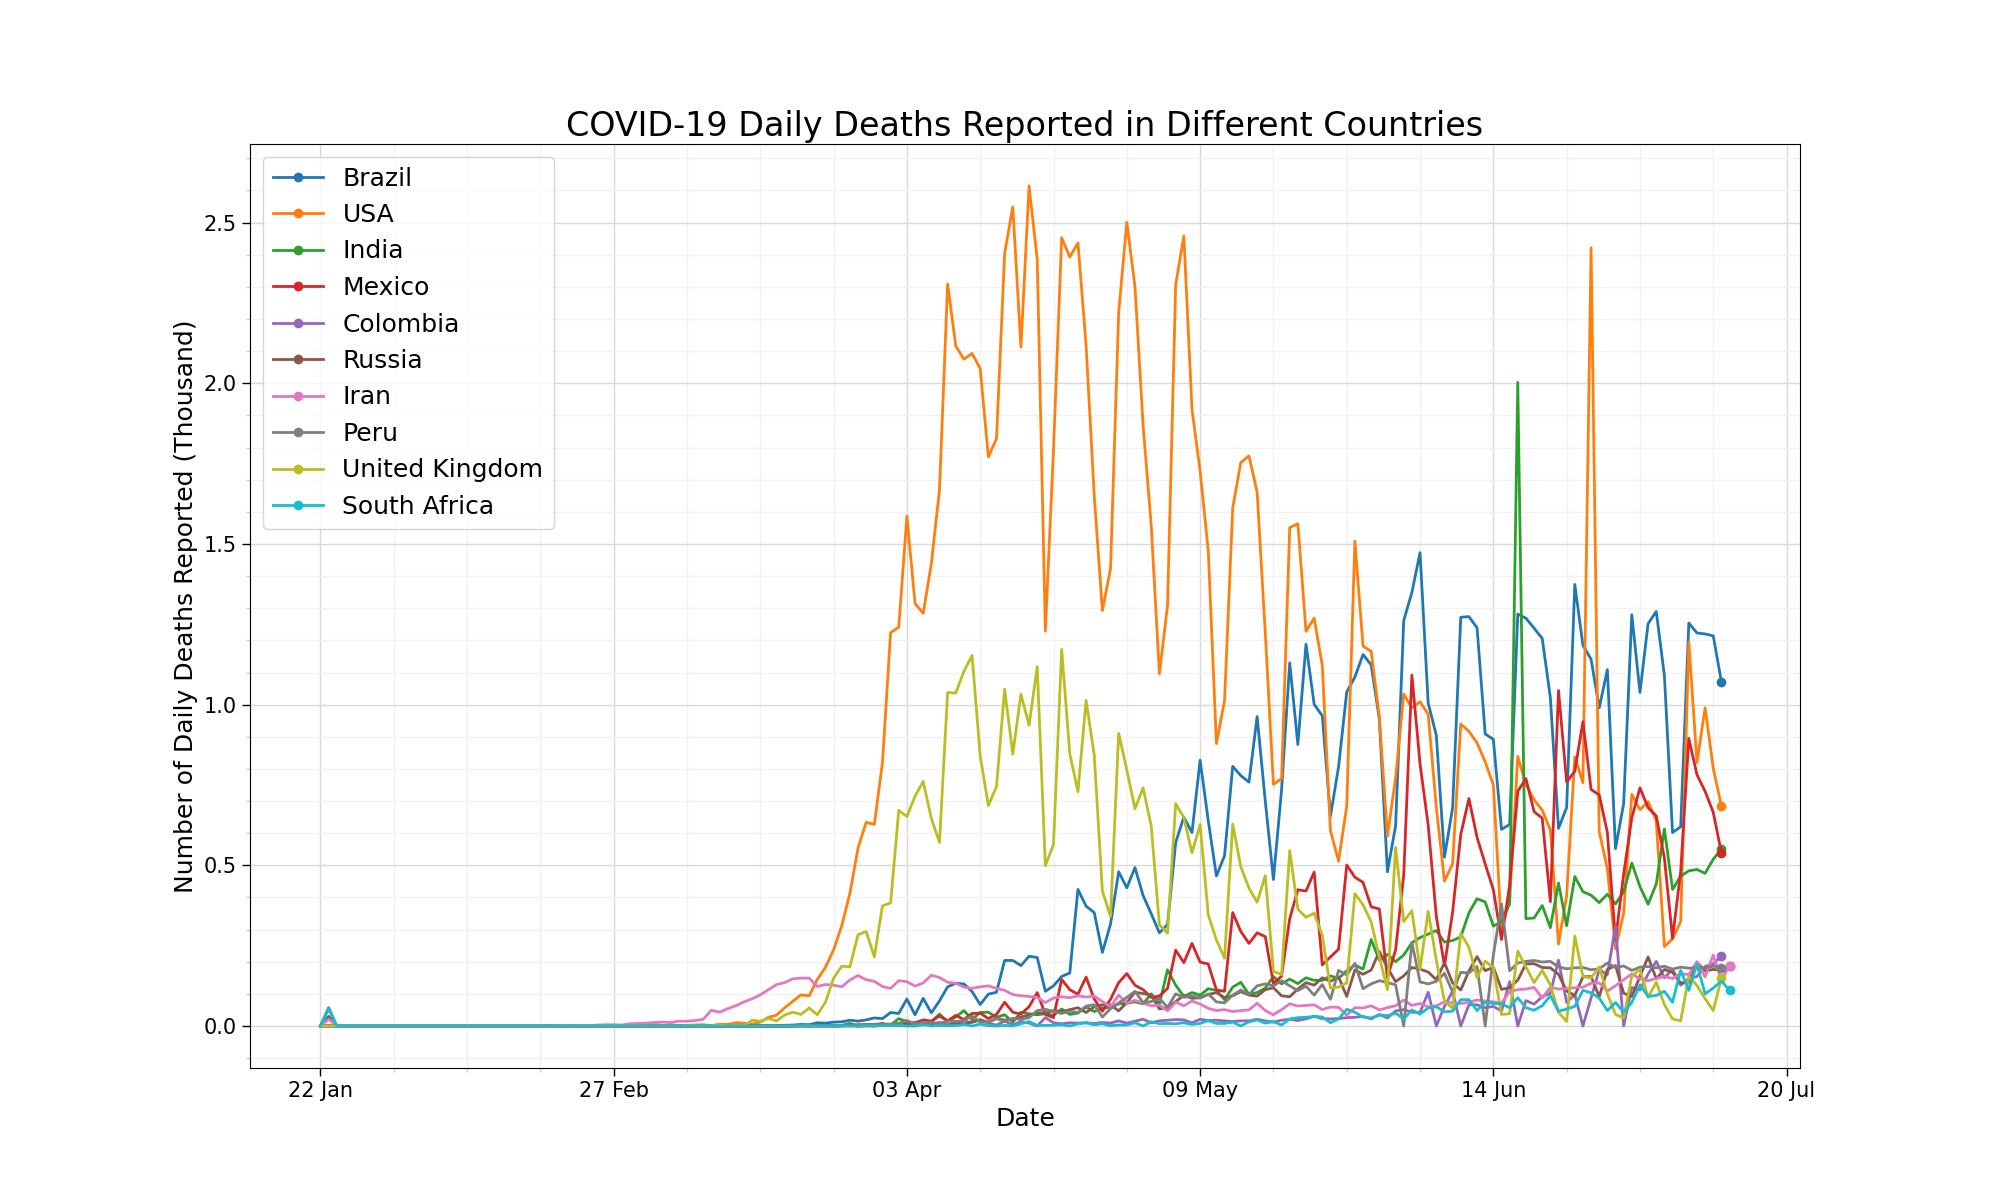 COVID-19 Daily Deaths Reported in Different Countries
Brazil
USA
India
Mexico
Colombia
Russia
Iran
Peru
United Kingdom
South Africa
Number of Daily Deaths Reported (Thousand)
2.5
2.0
1.5
1.0
0.5
0.0
22 Jan
27 Feb
03 Apr
09 May
14 Jun
20 Jul
Date